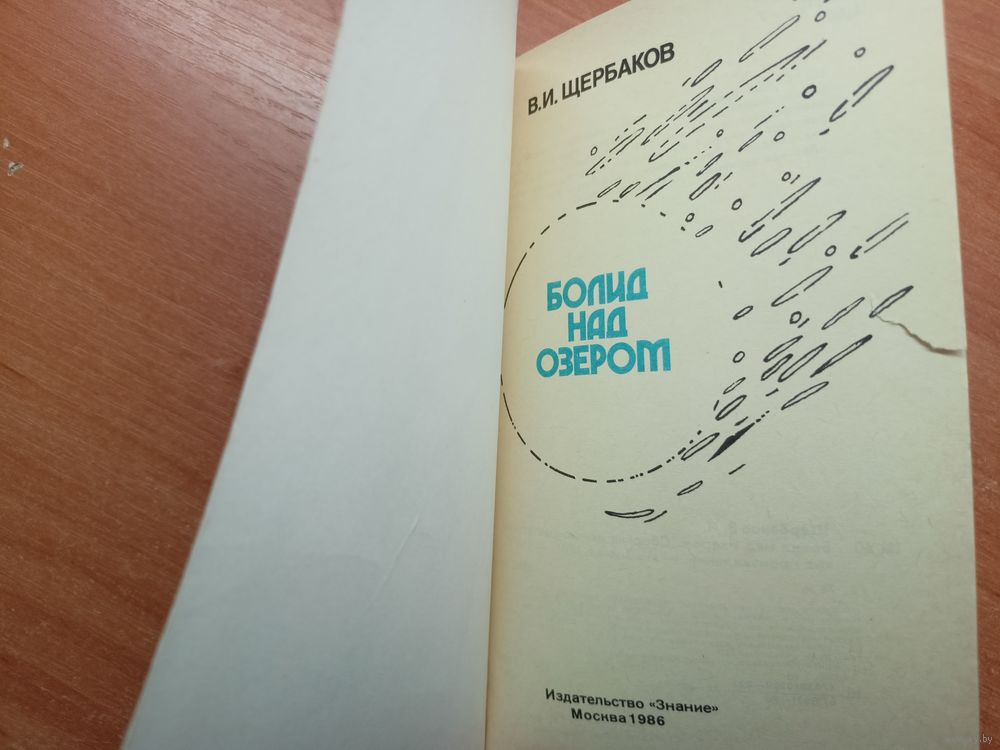 В.И. ЩЕРБАКОВ
БОЛИД
НАД
ОЗЕРОМ
Издательство «Знание»
Москва 1986